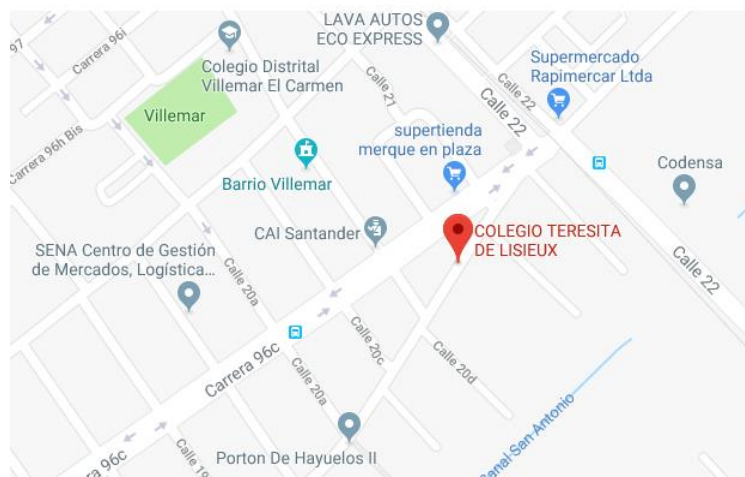 LAVA AUTOS
ECO EXPRESS
97
Carrera 96i
Colegio Distrital
Villemar El Carmen
Supermercado
Rapimercar Ltda
Calle 22
Calle 22
Calle 21
Villemar
supertienda
merque en plaza
Carrera 96h Bis
Barrio Villemar
Codensa
CAI Santander
COLEGIO TERESITA
DE LISIEUX
SENA Centro de Gestión
de Mercados, Logística...
Calle 20a
Calle 22
Carrera 96c
Calle 20c
Calle 20d
Calle 20a
Porton De Hayuelos II
Canal San Antonio
Carrera 96c
Calle 19